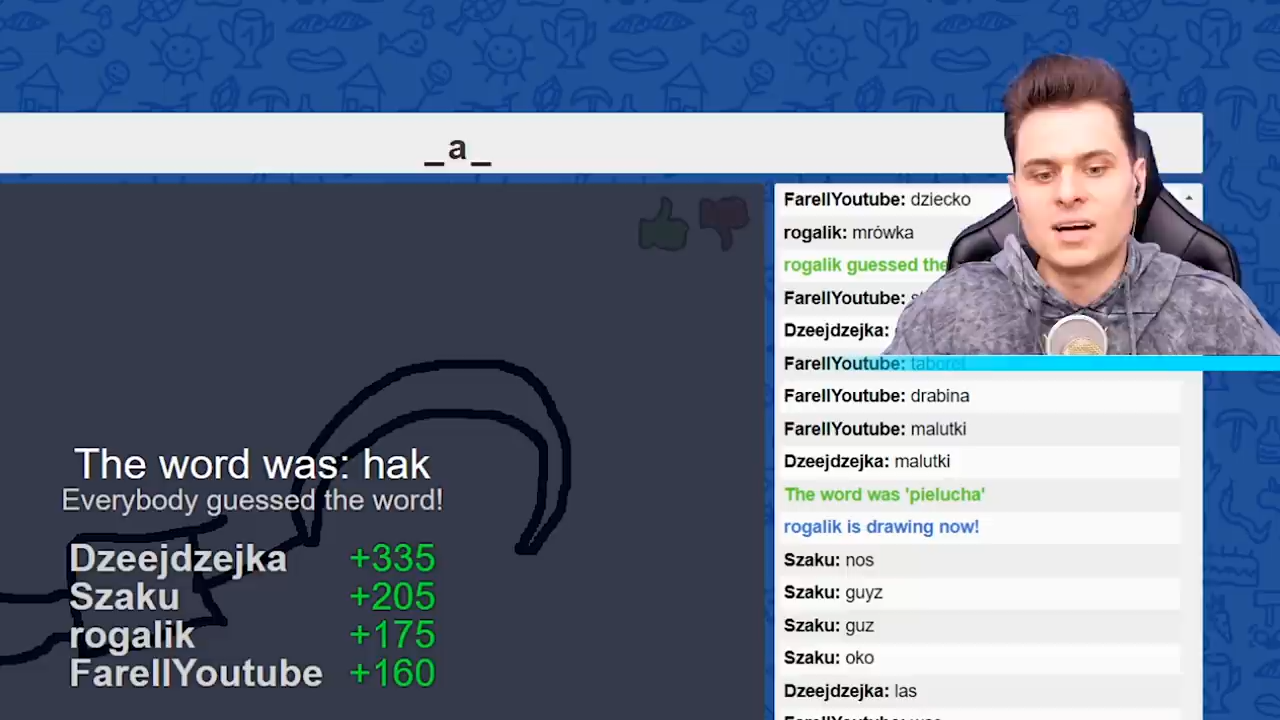 _a_
FarellYoutube: dziecko
rogalik: mrówka
rogalik guessed the
FarellYoutube:
Dzeejdzejka:
FarellYoutube: taboret
FarellYoutube: drabina
FarellYoutube: malutki
Dzeejdzejka: malutki
The word was 'pielucha'
rogalik is drawing now!
Szaku: nos
Szaku: guyz
Szaku: guz
Szaku: oko
Dzeejdzejka: las
The word was: hak
Everybody guessed the word!
Dzeejdzejka +335
Szaku +205
rogalik +175
FarellYoutube +160